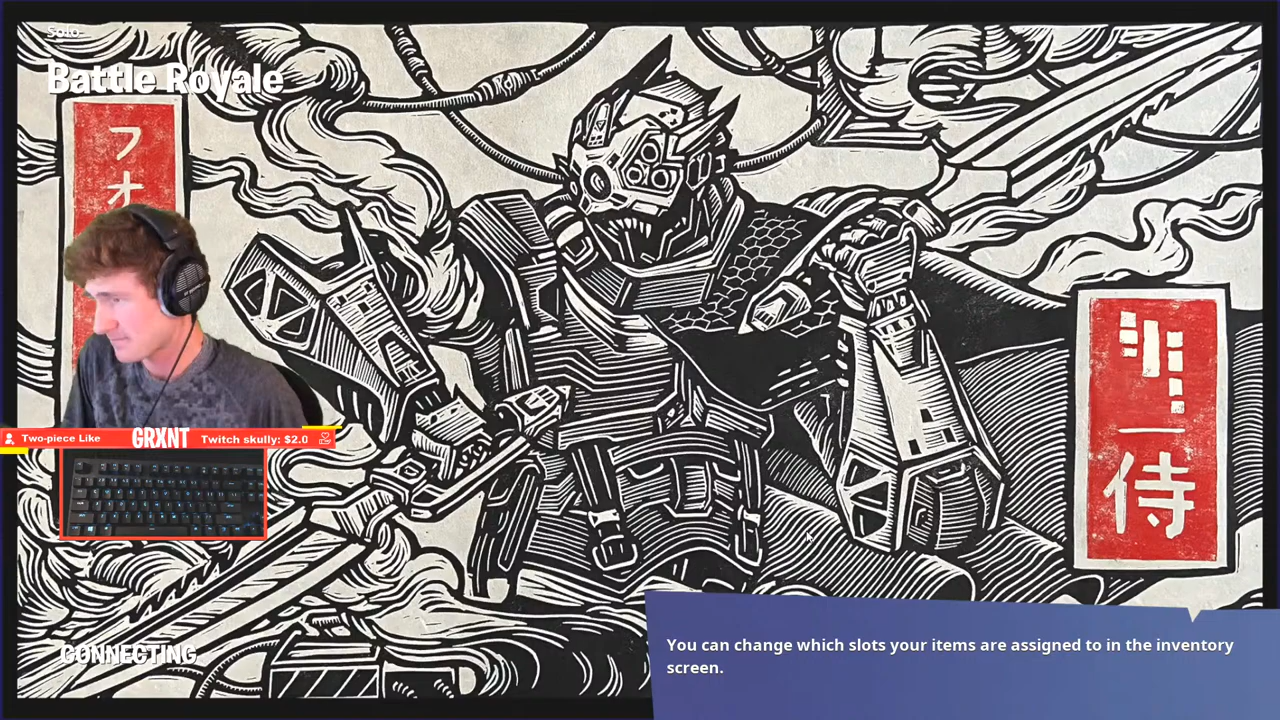 Solo
Battle Royale
フ
ォ
一
侍
Two-piece Like
GRXNT
Twitch skully: $2.0
CONNECTING
You can change which slots your items are assigned to in the inventory
screen.